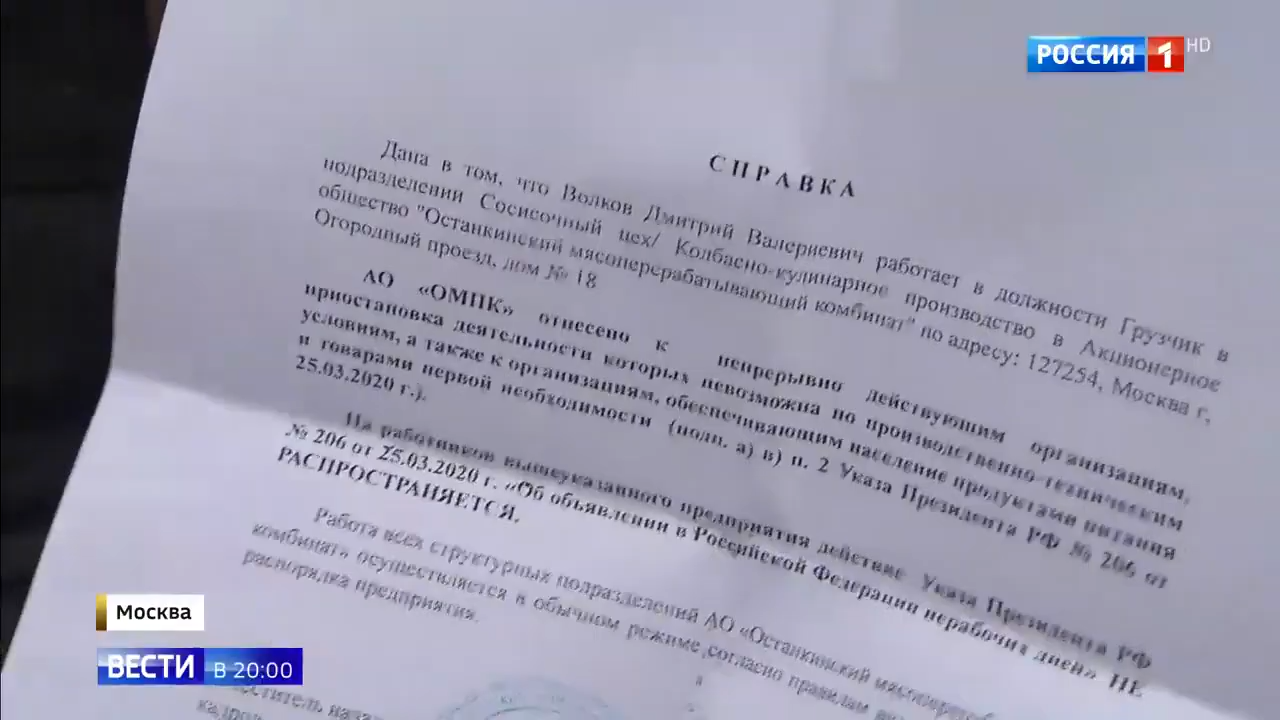 РОССИЯ 1 HD
СПРАВКА
Дана в том, что Волков Дмитрий Валериевич работает в должности Грузчик в
подразделении Сосисочный цех/ Колбасно-кулинарное производство в Акционерное
общество "Останкинский мясоперерабатывающий комбинат" по адресу: 127254, Москва г,
Огородный проезд, дом № 18
АО «ОМПК» отнесено к непрерывно действующим организациям,
приостановка деятельности которых невозможна по производственно-техническим
условиям, а также к организациям, обеспечивающим население продуктами питания
и товарами первой необходимости (подп. а) в) п. 2 Указа Президента РФ № 206 от
25.03.2020 г.).
На работников вышеуказанного предприятия действие Указа Президента РФ
№ 206 от 25.03.2020 г. «Об объявлении в Российской Федерации нерабочих дней» НЕ
РАСПРОСТРАНЯЕТСЯ.
Работа всех структурных подразделений АО «Останкинский мясопереро
комбинат» осуществляется в обычном режиме, согласно правилам
распорядка предприятия.
Москва
ВЕСТИ В 20:00